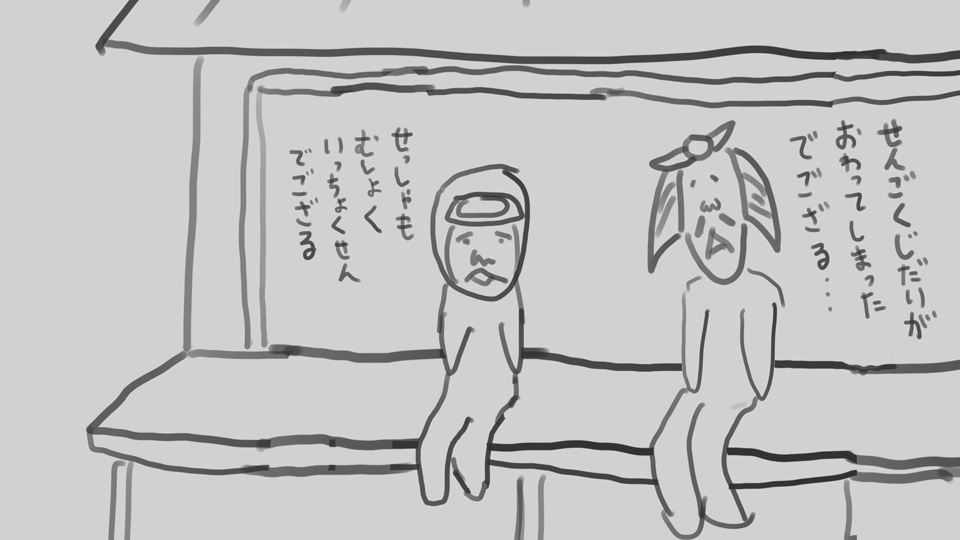 せんごくじだいが
おわってしまった
でござる...
せっしゃも
むしょく
いっちょくせん
でござる